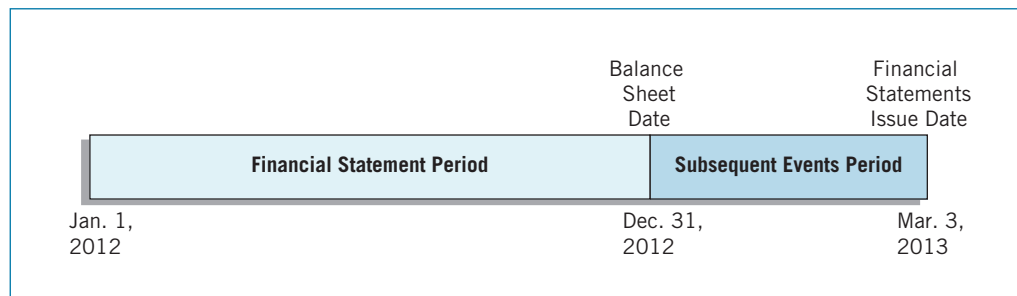 Balance
Sheet
Date
Financial
Statements
Issue Date
Financial Statement Period
Subsequent Events Period
Jan. 1,
2012
Dec. 31,
2012
Mar. 3,
2013